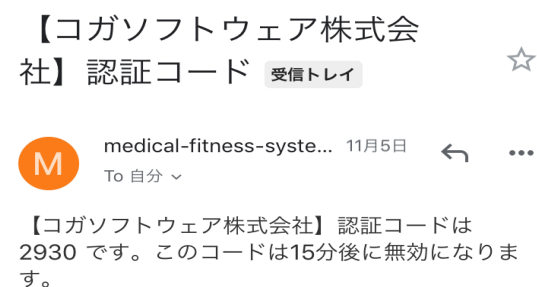 【コガソフトウェア株式会
社】認証コード 受信トレイ
M
medical-fitness-syste... 11月5日
To 自分
【コガソフトウェア株式会社】認証コードは
2930 です。このコードは15分後に無効になりま
す。